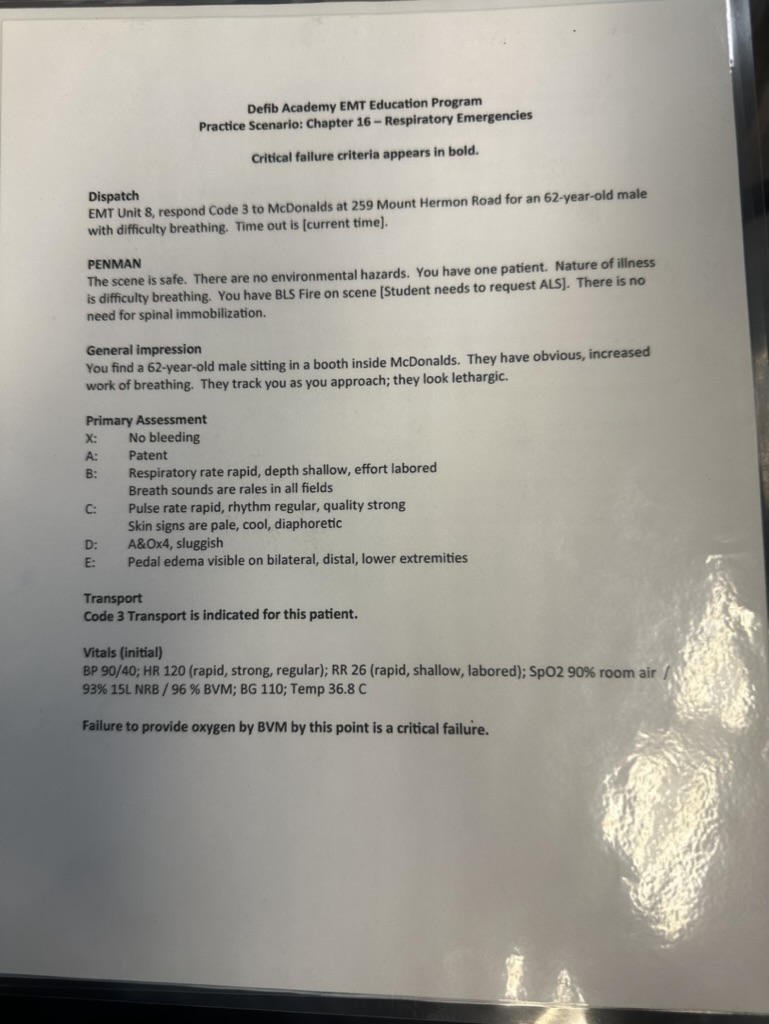 Defib Academy EMT Education Program
Practice Scenario: Chapter 16 – Respiratory Emergencies
Critical failure criteria appears in bold.
Dispatch
EMT Unit 8, respond Code 3 to McDonalds at 259 Mount Hermon Road for an 62-year-old male
with difficulty breathing. Time out is [current time].
PENMAN
The scene is safe. There are no environmental hazards. You have one patient. Nature of illness
is difficulty breathing. You have BLS Fire on scene [Student needs to request ALS]. There is no
need for spinal immobilization.
General impression
You find a 62-year-old male sitting in a booth inside McDonalds. They have obvious, increased
work of breathing. They track you as you approach; they look lethargic.
Primary Assessment
X: No bleeding
A: Patent
B: Respiratory rate rapid, depth shallow, effort labored
Breath sounds are rales in all fields
C: Pulse rate rapid, rhythm regular, quality strong
Skin signs are pale, cool, diaphoretic
D: A&Ox4, sluggish
E: Pedal edema visible on bilateral, distal, lower extremities
Transport
Code 3 Transport is indicated for this patient.
Vitals (initial)
BP 90/40; HR 120 (rapid, strong, regular); RR 26 (rapid, shallow, labored); SpO2 90% room air /
93% 15L NRB / 96 % BVM; BG 110; Temp 36.8 C
Failure to provide oxygen by BVM by this point is a critical failure.